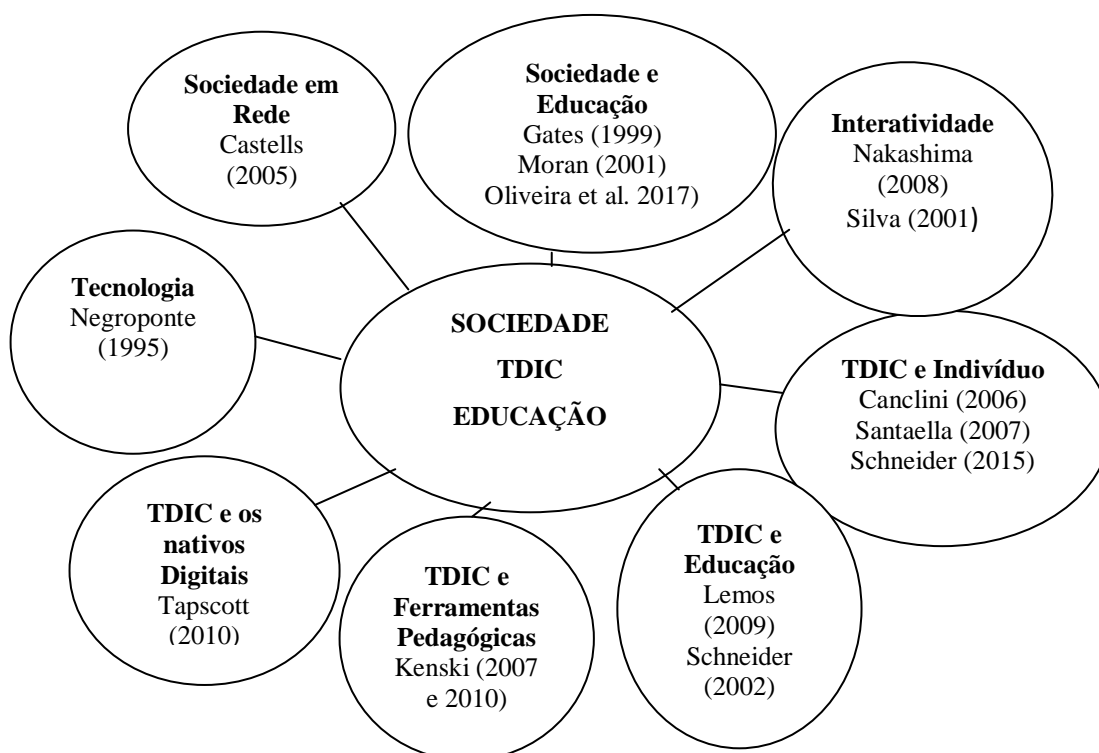 Sociedade em
Rede
Castells
(2005)
Sociedade e
Educação
Gates (1999)
Moran (2001)
Oliveira et al. 2017)
Interatividade
Nakashima
(2008)
Silva (2001)
Tecnologia
Negroponte
(1995)
SOCIEDADE
TDIC
EDUCAÇÃO
TDIC e Indivíduo
Canclini (2006)
Santaella (2007)
Schneider (2015)
TDIC e os
nativos
Digitais
Tapscott
(2010)
TDIC e
Ferramentas
Pedagógicas
Kenski (2007
e 2010)
TDIC e
Educação
Lemos
(2009)
Schneider
(2002)